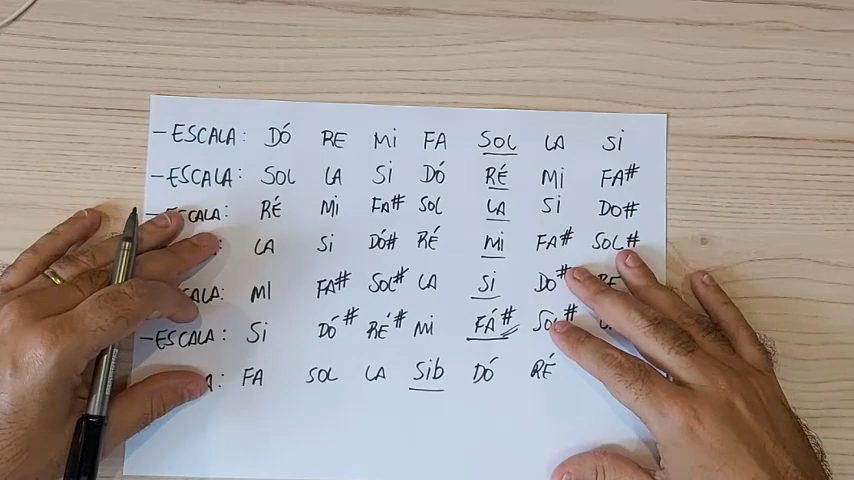 -ESCALA: DÓ RE Mi FA SOL LA Si
-ESCALA: SOL LA Si DÓ RÉ Mi FA#
-ESCALA: RÉ Mi FA# SOL LA Si DO#
LA Si DÓ# RÉ Mi FA# SOL#
Mi FA# SOL# LA Si DO#
-ESCALA: Si DÓ# RÉ# Mi FÁ# SOL#
FA SOL LA Sib DÓ RÉ